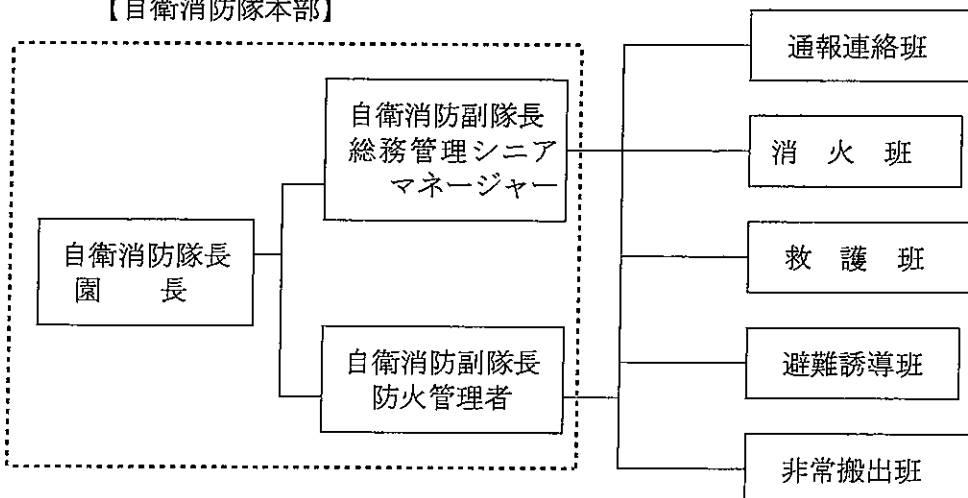 【自衛消防隊本部】
自衛消防隊長
園　　長
自衛消防副隊長
総務管理シニア
マネージャー
自衛消防副隊長
防火管理者
通報連絡班
消　火　班
救　護　班
避難誘導班
非常搬出班